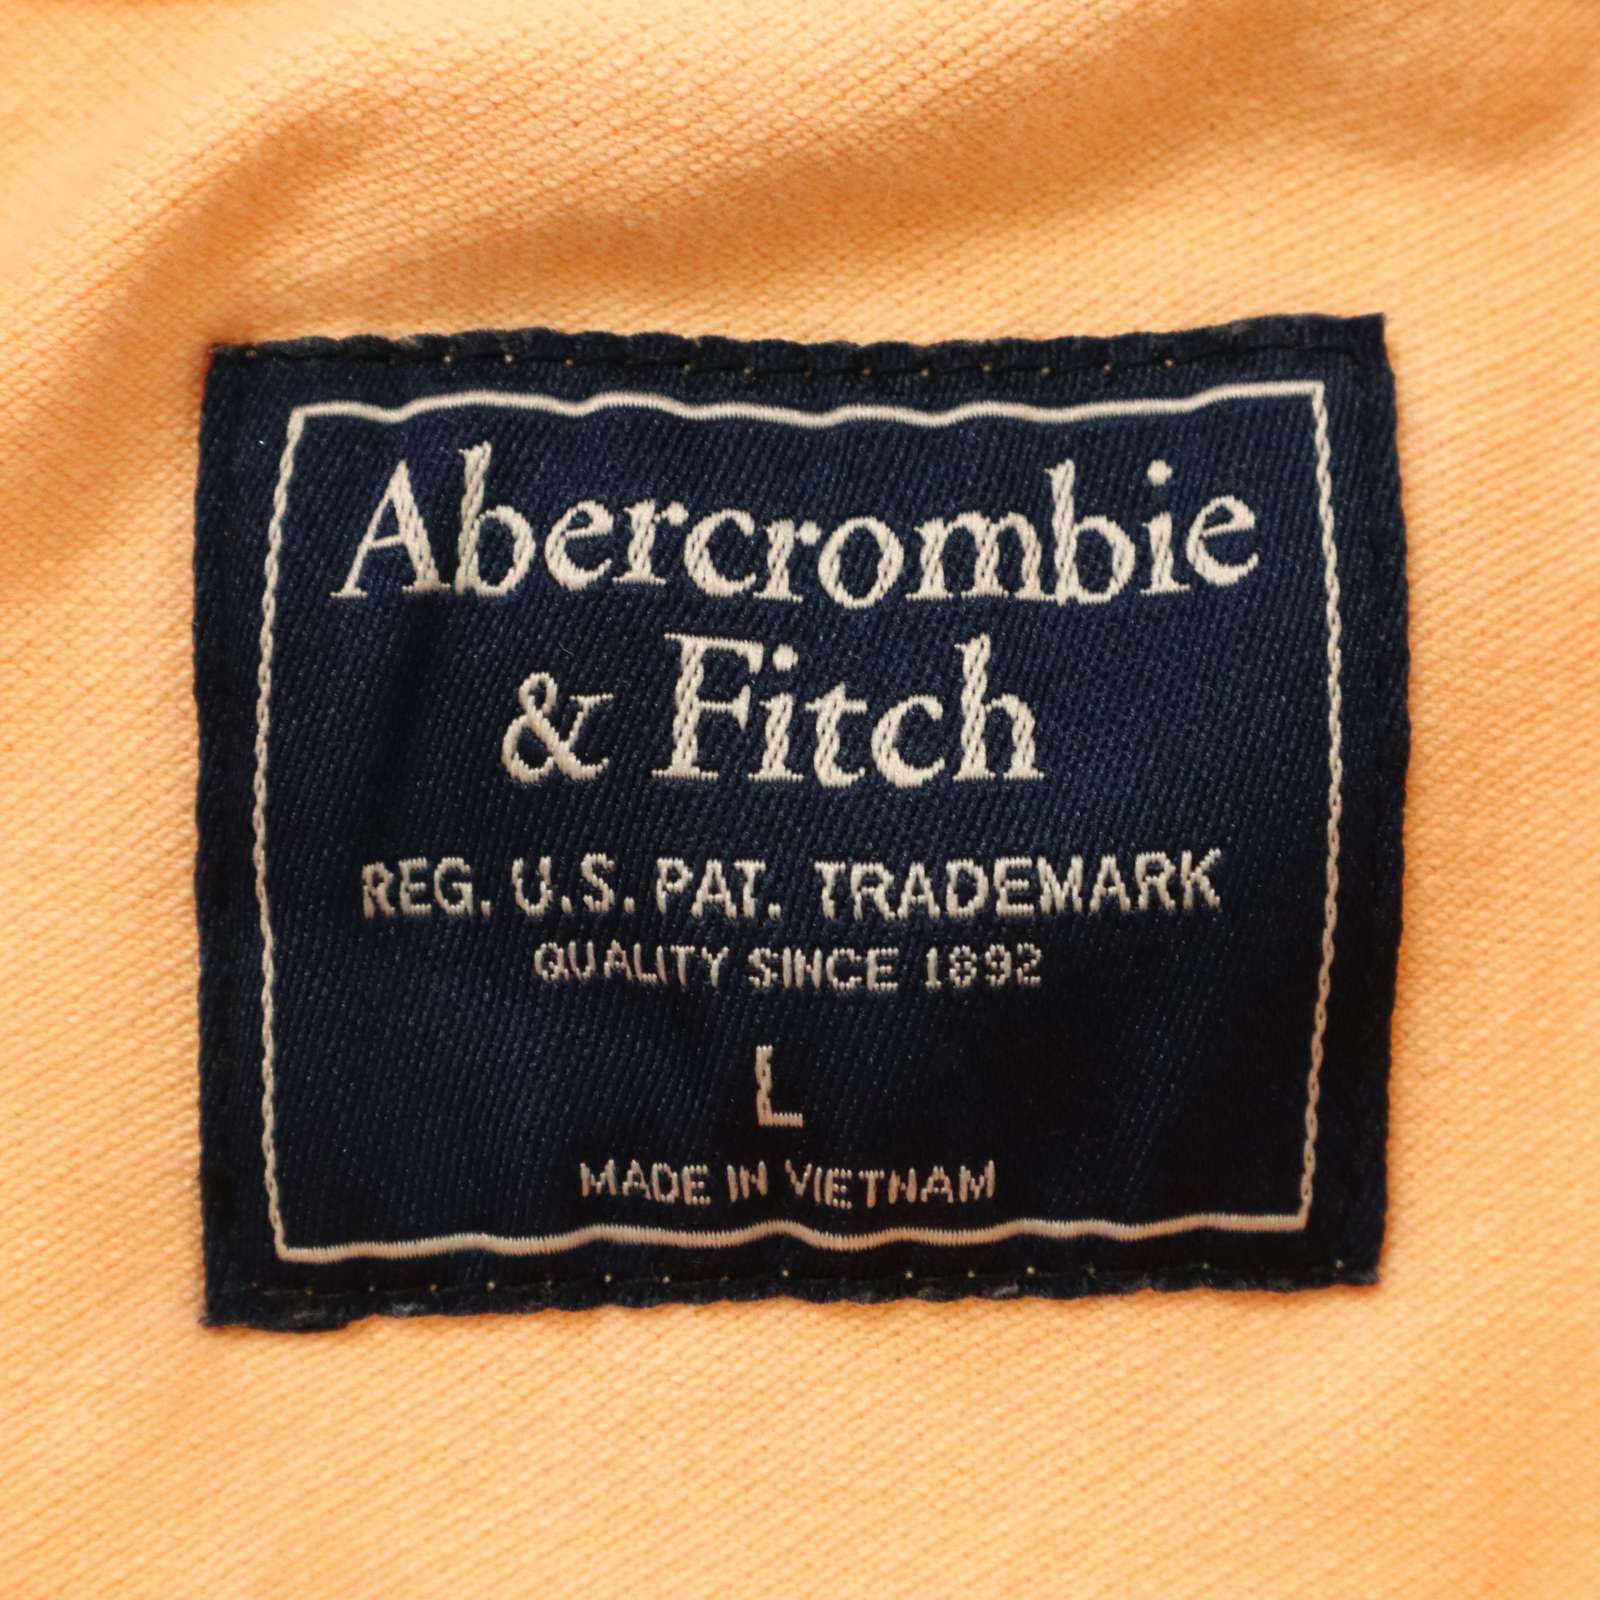 Abercrombie
& Fitch
REG. U.S. PAT. TRADEMARK
QUALITY SINCE 1892
L
MADE IN VIETNAM